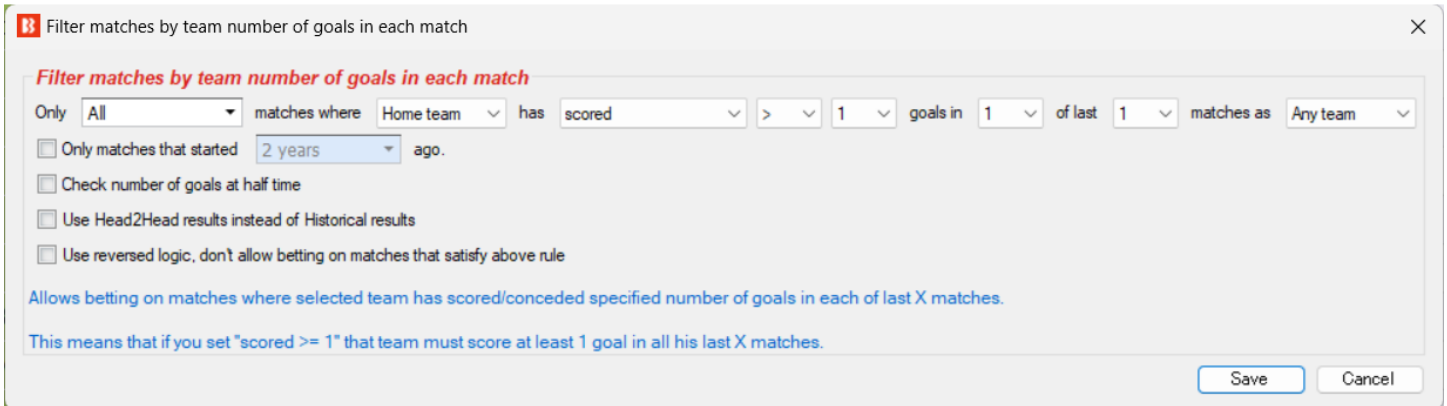 Filter matches by team number of goals in each match
Filter matches by team number of goals in each match
Only All matches where Home team has scored > 1 goals in 1 of last 1 matches as Any team
Only matches that started 2 years ago.
Check number of goals at half time
Use Head2Head results instead of Historical results
Use reversed logic, don't allow betting on matches that satisfy above rule
Allows betting on matches where selected team has scored/conceded specified number of goals in each of last X matches.
This means that if you set "scored >= 1" that team must score at least 1 goal in all his last X matches.
Save Cancel